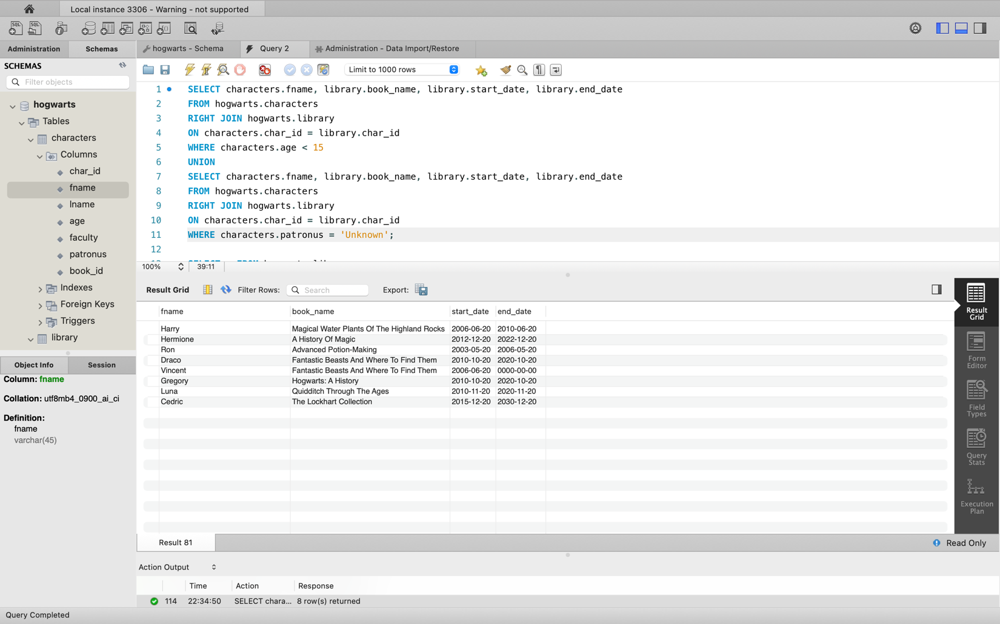 Local instance 3306 - Warning - not supported
Administration
Schemas
hogwarts - Schema
Query 2
Administration - Data Import/Restore
SCHEMAS
Filter objects
Limit to 1000 rows
hogwarts
Tables
characters
Columns
char_id
fname
lname
age
faculty
patronus
book_id
Indexes
Foreign Keys
Triggers
library
1 SELECT characters.fname, library.book_name, library.start_date, library.end_date
2 FROM hogwarts.characters
3 RIGHT JOIN hogwarts.library
4 ON characters.char_id = library.char_id
5 WHERE characters.age < 15
6 UNION
7 SELECT characters.fname, library.book_name, library.start_date, library.end_date
8 FROM hogwarts.characters
9 RIGHT JOIN hogwarts.library
10 ON characters.char_id = library.char_id
11 WHERE characters.patronus = 'Unknown';
12
100% 39:11
Result Grid Filter Rows: Search Export:
fname book_name start_date end_date
Harry Magical Water Plants Of The Highland Rocks 2006-06-20 2010-06-20
Hermione A History Of Magic 2012-12-20 2022-12-20
Ron Advanced Potion-Making 2003-05-20 2006-05-20
Draco Fantastic Beasts And Where To Find Them 2010-10-20 2020-10-20
Vincent Fantastic Beasts And Where To Find Them 2006-06-20 0000-00-00
Gregory Hogwarts: A History 2010-10-20 2020-10-20
Luna Quidditch Through The Ages 2010-11-20 2020-11-20
Cedric The Lockhart Collection 2015-12-20 2030-12-20
Result
Grid
Form
Editor
Field
Types
Query
Stats
Execution
Plan
Object Info
Session
Column: fname
Collation: utf8mb4_0900_ai_ci
Definition:
fname
varchar(45)
Result 81
Read Only
Action Output
Time Action Response
114 22:34:50 SELECT chara... 8 row(s) returned
Query Completed